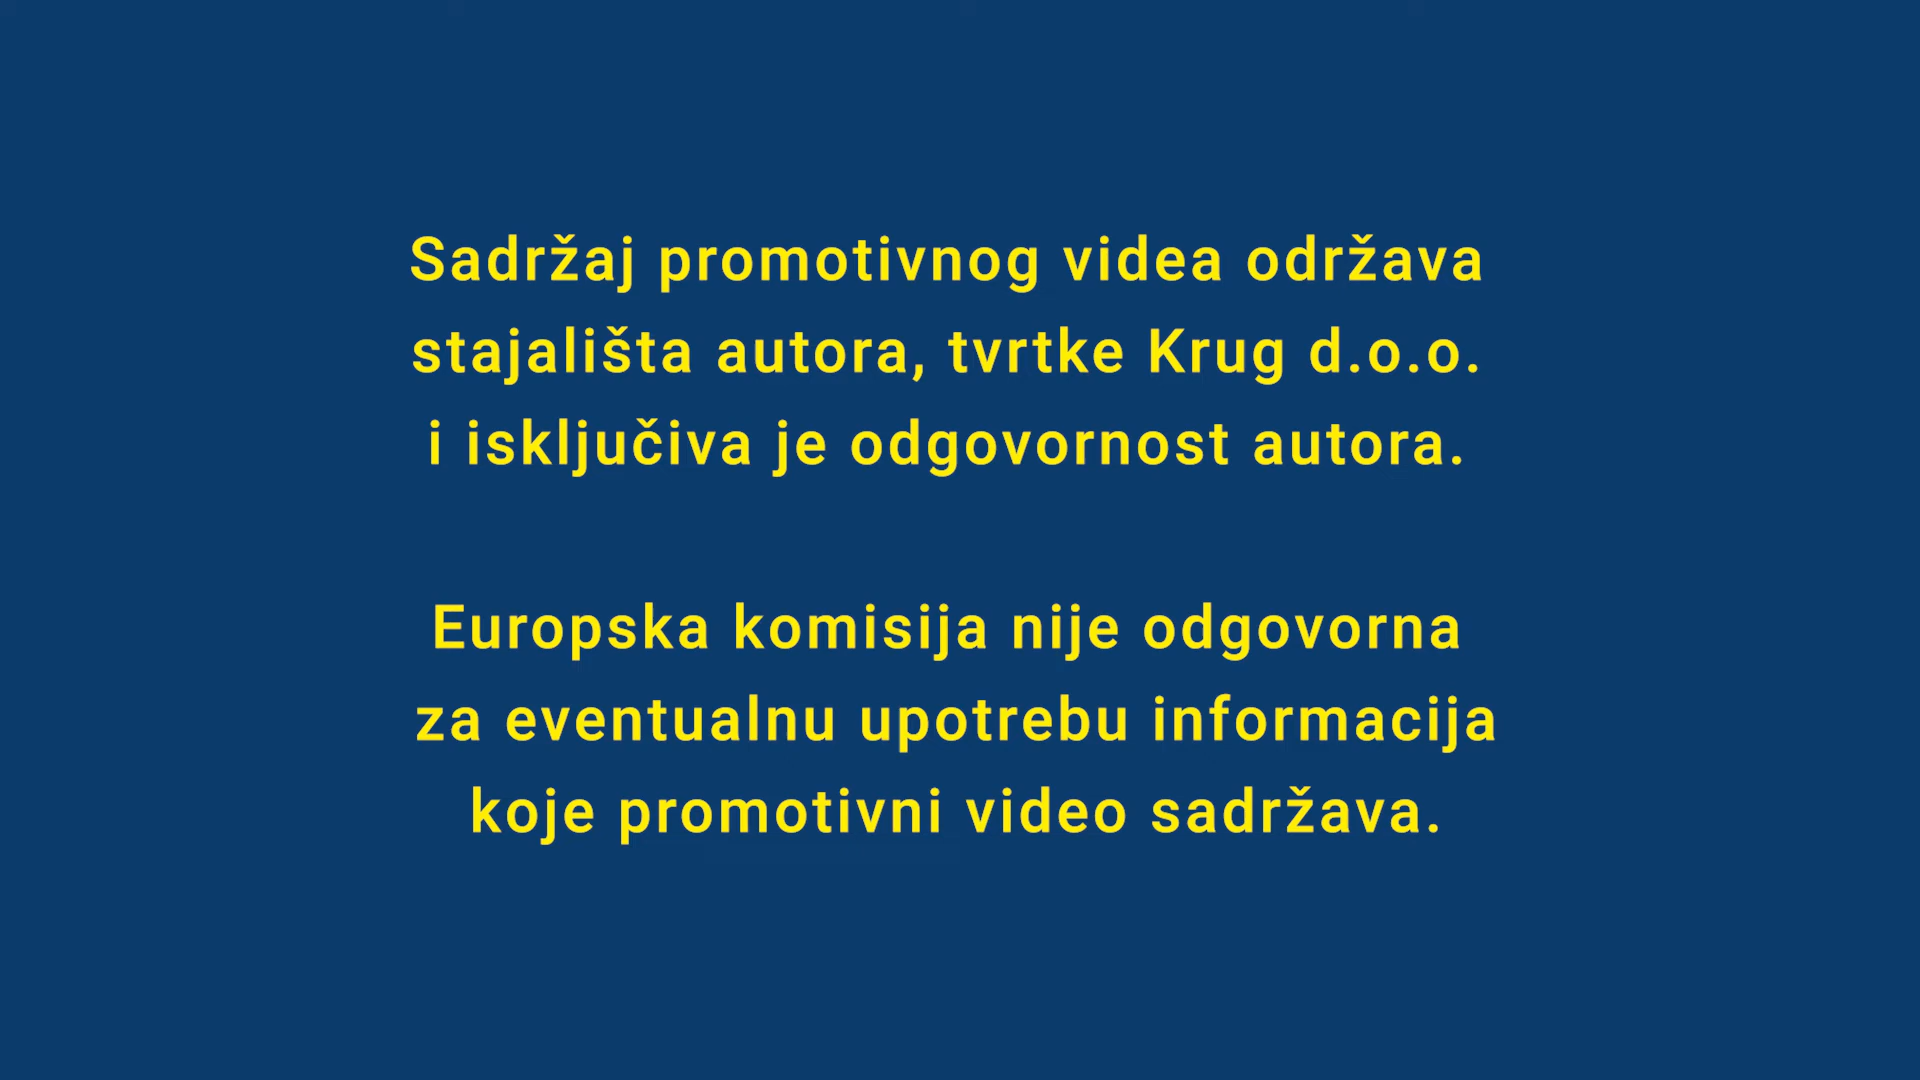 Sadržaj promotivnog videa održava
stajališta autora, tvrtke Krug d.o.o.
i isključiva je odgovornost autora.
Europska komisija nije odgovorna
za eventualnu upotrebu informacija
koje promotivni video sadržava.